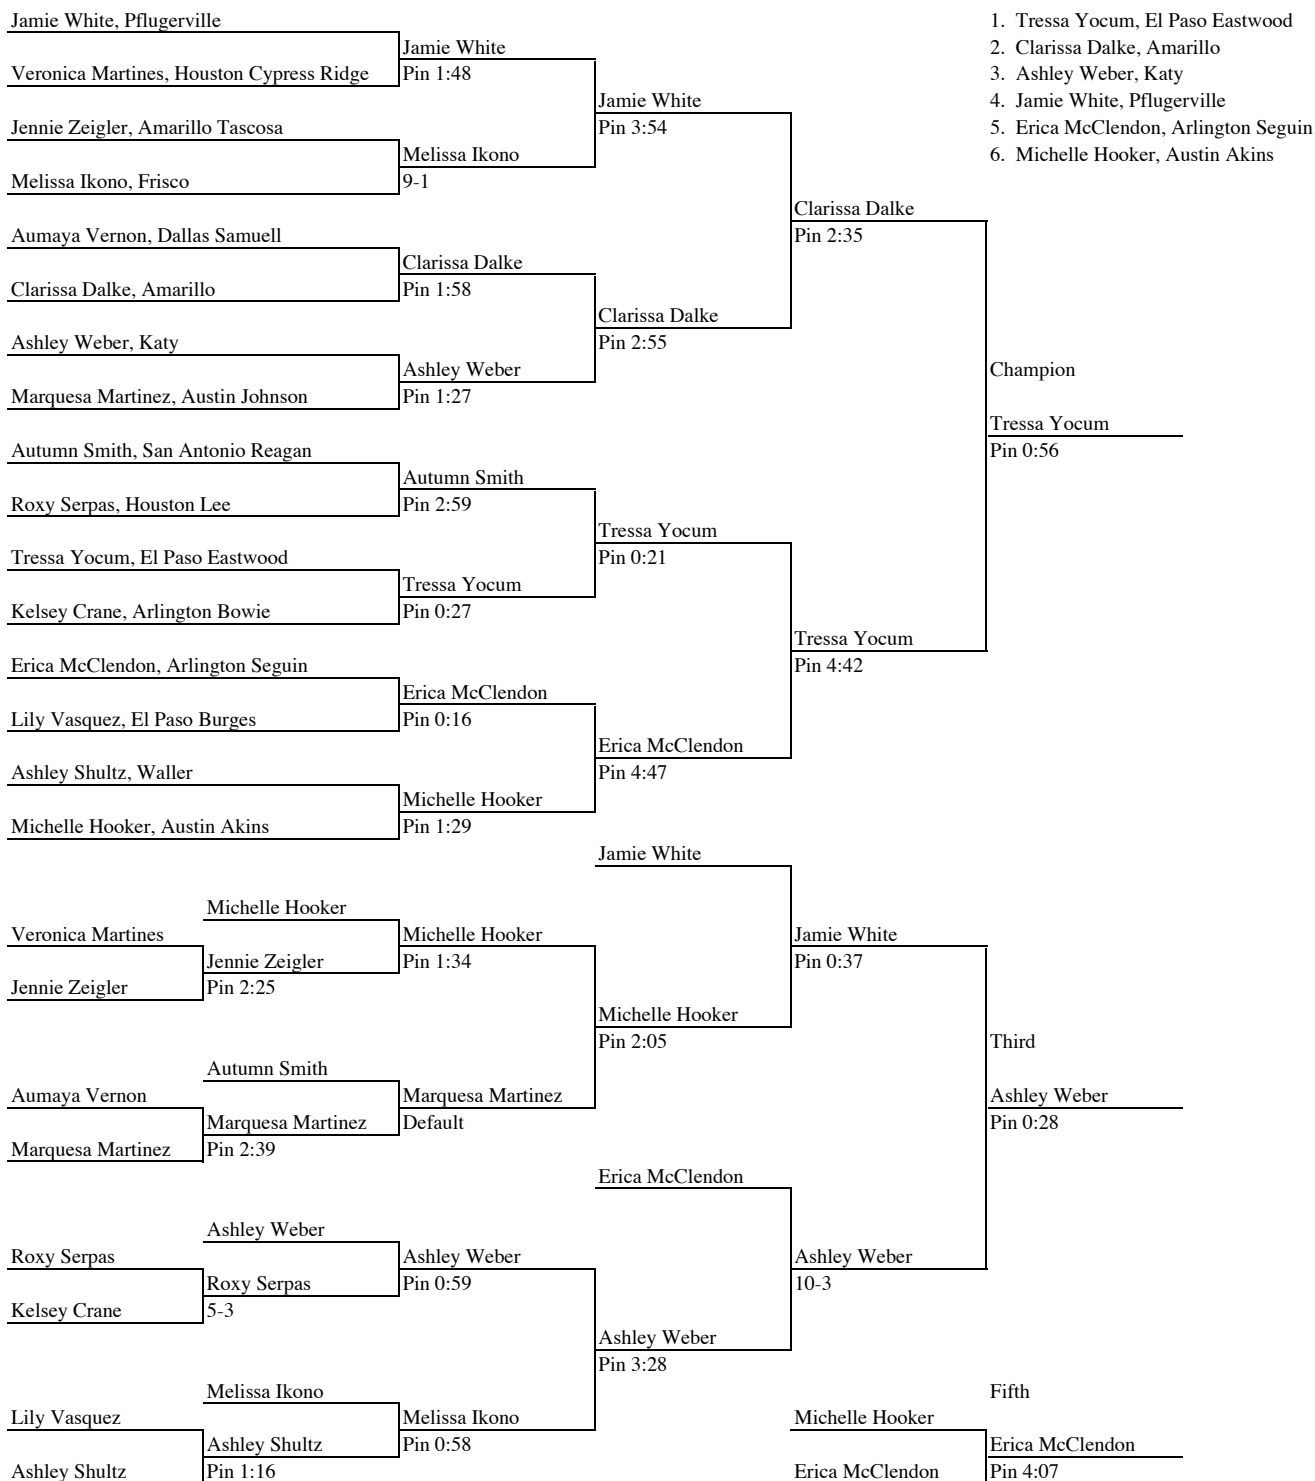 Jamie White, Pflugerville
1. Tressa Yocum, El Paso Eastwood
Jamie White
2. Clarissa Dalke, Amarillo
Veronica Martines, Houston Cypress Ridge
Pin 1:48
3. Ashley Weber, Katy
Jamie White
4. Jamie White, Pflugerville
Jennie Zeigler, Amarillo Tascosa
Pin 3:54
5. Erica McClendon, Arlington Seguin
Melissa Ikono
6. Michelle Hooker, Austin Akins
Melissa Ikono, Frisco
9-1
Clarissa Dalke
Aumaya Vernon, Dallas Samuell
Pin 2:35
Clarissa Dalke
Clarissa Dalke, Amarillo
Pin 1:58
Clarissa Dalke
Ashley Weber, Katy
Pin 2:55
Ashley Weber
Champion
Marquesa Martinez, Austin Johnson
Pin 1:27
Tressa Yocum
Autumn Smith, San Antonio Reagan
Pin 0:56
Autumn Smith
Roxy Serpas, Houston Lee
Pin 2:59
Tressa Yocum
Tressa Yocum, El Paso Eastwood
Pin 0:21
Tressa Yocum
Kelsey Crane, Arlington Bowie
Pin 0:27
Tressa Yocum
Erica McClendon, Arlington Seguin
Pin 4:42
Erica McClendon
Lily Vasquez, El Paso Burges
Pin 0:16
Erica McClendon
Ashley Shultz, Waller
Pin 4:47
Michelle Hooker
Michelle Hooker, Austin Akins
Pin 1:29
Jamie White
Michelle Hooker
Veronica Martines
Michelle Hooker
Jamie White
Jennie Zeigler
Pin 1:34
Pin 0:37
Jennie Zeigler
Pin 2:25
Michelle Hooker
Pin 2:05
Third
Autumn Smith
Aumaya Vernon
Marquesa Martinez
Ashley Weber
Marquesa Martinez
Default
Pin 0:28
Marquesa Martinez
Pin 2:39
Erica McClendon
Ashley Weber
Roxy Serpas
Ashley Weber
Ashley Weber
Roxy Serpas
Pin 0:59
10-3
Kelsey Crane
5-3
Ashley Weber
Pin 3:28
Melissa Ikono
Fifth
Lily Vasquez
Melissa Ikono
Michelle Hooker
Ashley Shultz
Pin 0:58
Erica McClendon
Ashley Shultz
Pin 1:16
Erica McClendon
Pin 4:07